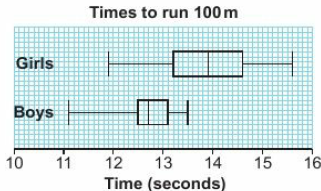 Times to run 100 m
Girls
Boys
10 11 12 13 14 15 16
Time (seconds)